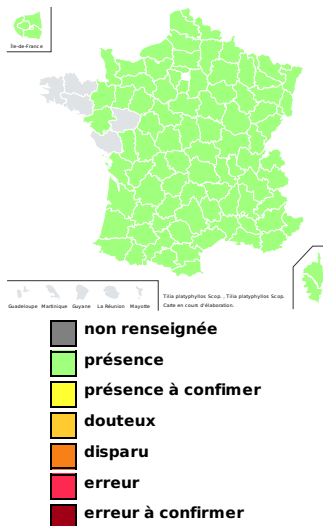 Île-de-France
Guadeloupe Martinique Guyane La Réunion Mayotte
Tilia platyphyllos Scop. , Tilia platyphyllos Scop.
Carte en cours d'élaboration.
non renseignée
présence
présence à confimer
douteux
disparu
erreur
erreur à confirmer